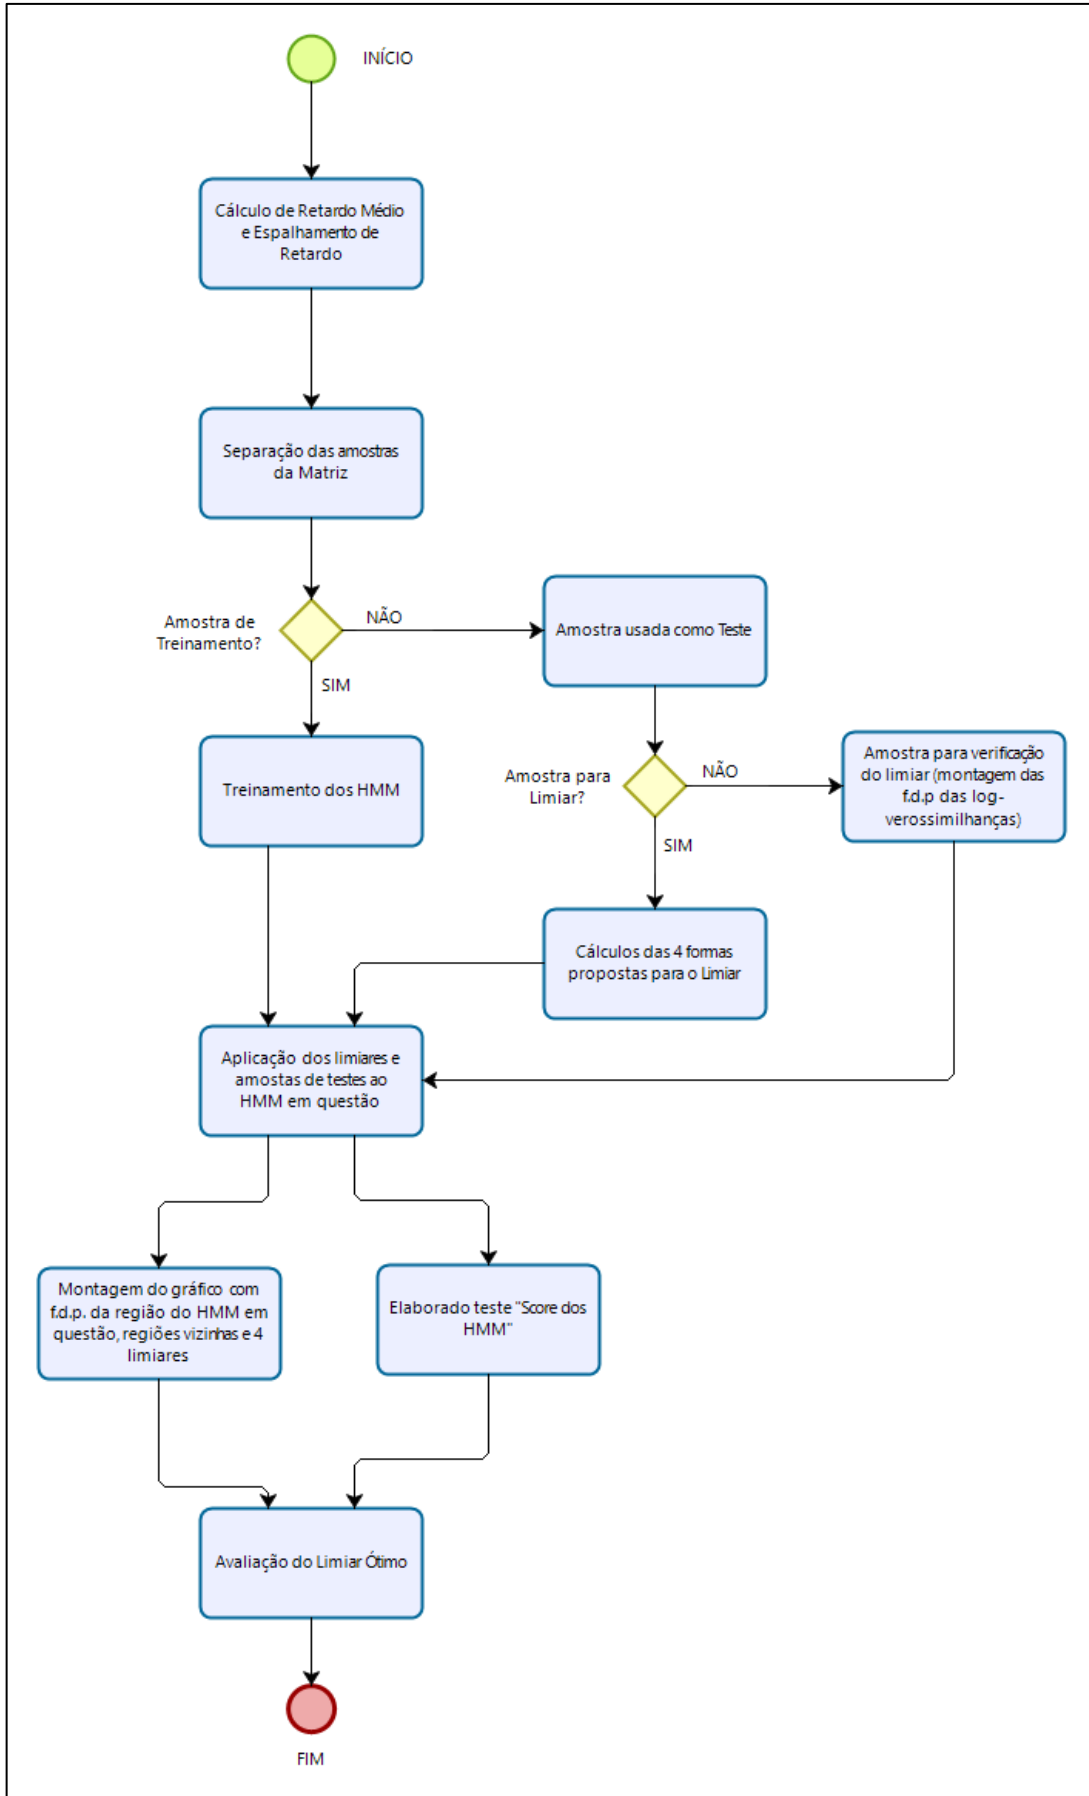 INÍCIO
Cálculo de Retardo Médio
e Espalhamento de
Retardo
Separação das amostras
da Matriz
Amostra de
Treinamento?
NÃO
SIM
Amostra usada como Teste
Treinamento dos HMM
Amostra para
Limiar?
NÃO
SIM
Amostra para verificação
do limiar (montagem das
f.d.p das log-
verossimilhanças)
Cálculos das 4 formas
propostas para o Limiar
Aplicação dos limiares e
amostas de testes ao
HMM em questão
Montagem do gráfico com
f.d.p. da região do HMM em
questão, regiões vizinhas e 4
limiares
Elaborado teste "Score dos
HMM"
Avaliação do Limiar Ótimo
FIM